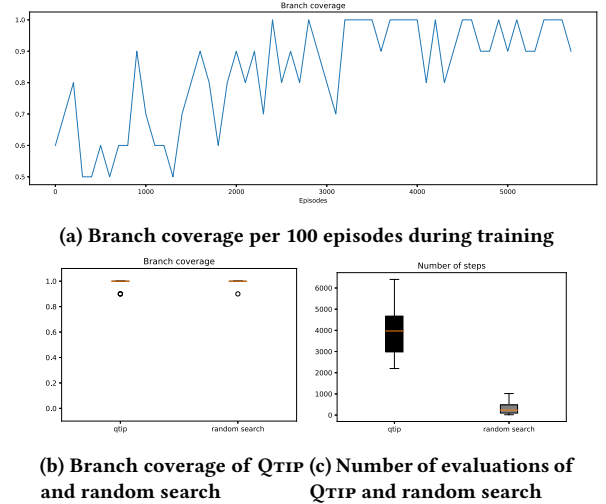 Branch coverage
1.0
0.9
0.8
0.7
0.6
0.5
0 1000 2000 3000 4000 5000
Episodes
(a) Branch coverage per 100 episodes during training
Branch coverage
1.0
0.8
0.6
0.4
0.2
0.0
qtip random search
Number of steps
6000
5000
4000
3000
2000
1000
0
qtip random search
(b) Branch coverage of QTIP
and random search
(c) Number of evaluations of
QTIP and random search